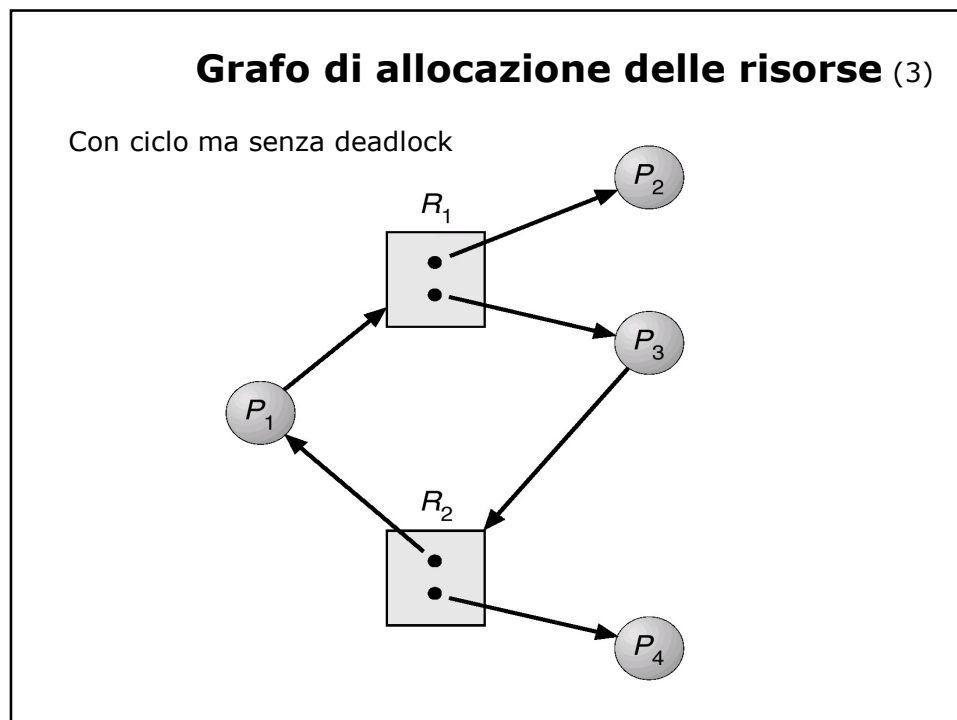 Grafo di allocazione delle risorse (3)
Con ciclo ma senza deadlock
P2
R1
P3
P1
R2
P4